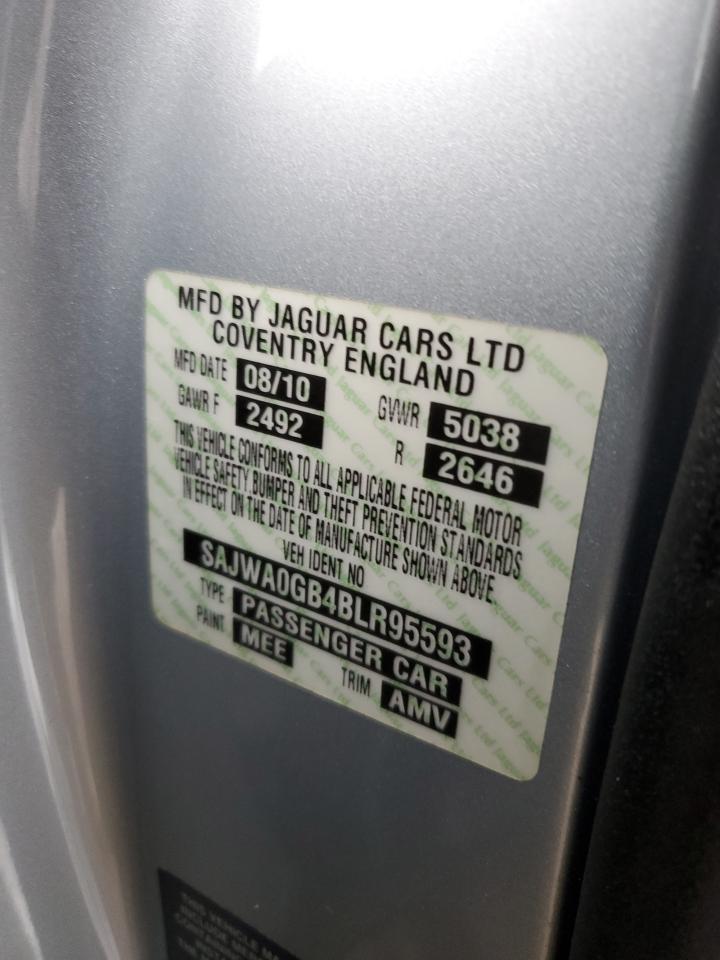 MFD BY JAGUAR CARS LTD
COVENTRY ENGLAND
MFD DATE 08/10 GVWR 5038
GAWR F 2492 R 2646
THIS VEHICLE CONFORMS TO ALL APPLICABLE FEDERAL MOTOR
VEHICLE SAFETY, BUMPER AND THEFT PREVENTION STANDARDS
IN EFFECT ON THE DATE OF MANUFACTURE SHOWN ABOVE
VEH IDENT NO
SAJWA0GB4BLR95593
TYPE PASSENGER CAR
PAINT MEE TRIM AMV
THIS VEHICLE